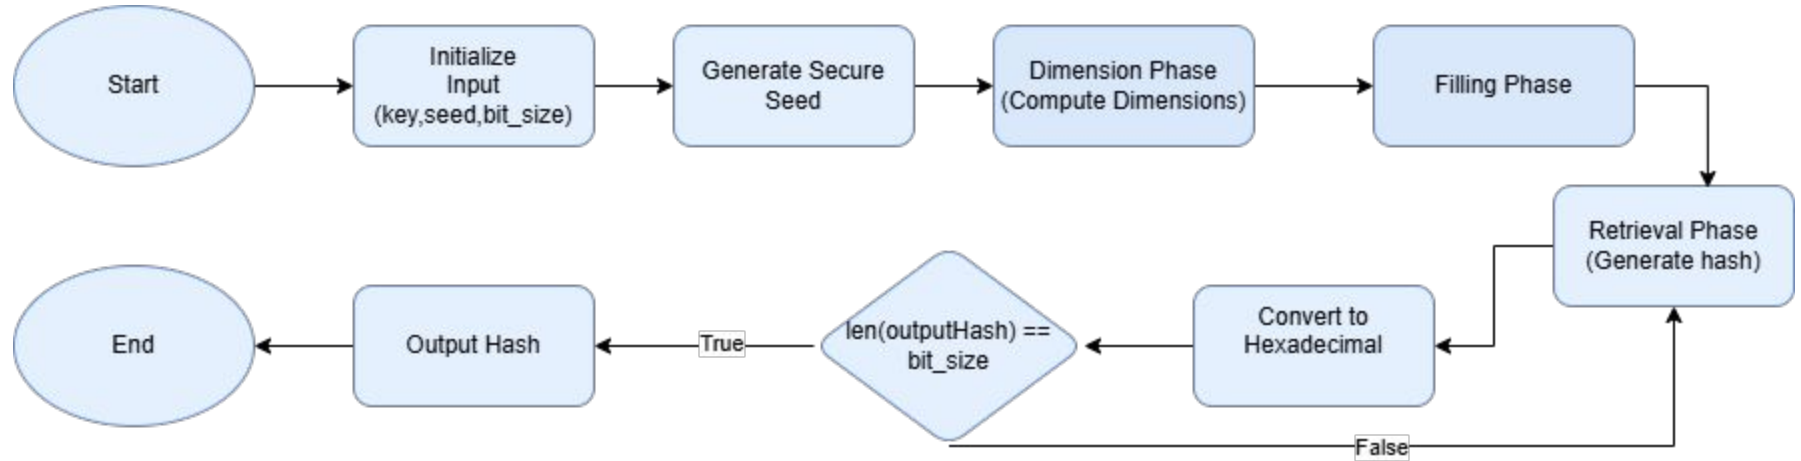 Start
Initialize
Input
(key,seed,bit_size)
Generate Secure
Seed
Dimension Phase
(Compute Dimensions)
Filling Phase
Retrieval Phase
(Generate hash)
Convert to
Hexadecimal
len(outputHash) ==
bit_size
True
Output Hash
End
False